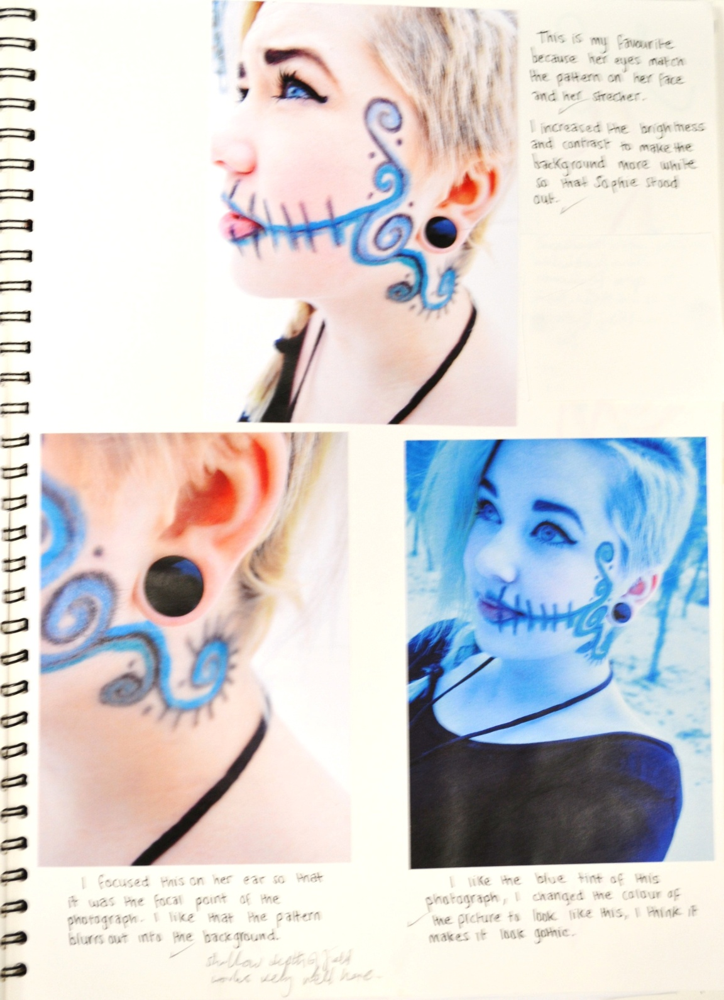 This is my favourite
because her eyes match
the pattern on her face
and her strecher.
I increased the brightness
and contrast to make the
background more white
so that Sophie stood
out.
I focused this on her ear so that
it was the focal point of the
photograph. I like that the pattern
blurrs out into the background.
shallow depth of field
works very well here.
I like the blue tint of this
photograph, I changed the colour of
the picture to look like this, I think it
makes it look gothic.